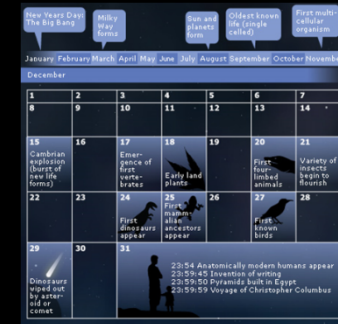 New Years Day:
The Big Bang
Milky
Way
forms
Sun and
planets
form
Oldest known
life (single
celled)
First multi-
cellular
organism
January February March April May June July August September October November
December
1 2 3 4 5 6 7
8 9 10 11 12 13 14
15 16 17 18 19 20 21
Cambrian
explosion
(burst of
new life
forms)
Emer-
gence of
first
verte-
brates
Early land
plants
First
four-
limbed
animals
Variety of
insects
begin to
flourish
22 23 24 25 26 27 28
First
dinosaurs
appear
First
mamm-
alian
ancestors
appear
First
known
birds
29 30 31
Dinosaurs
wiped out
by aster-
oid or
comet
23:54 Anatomically modern humans appear
23:59:45 Invention of writing
23:59:50 Pyramids built in Egypt
23:59:59 Voyage of Christopher Columbus